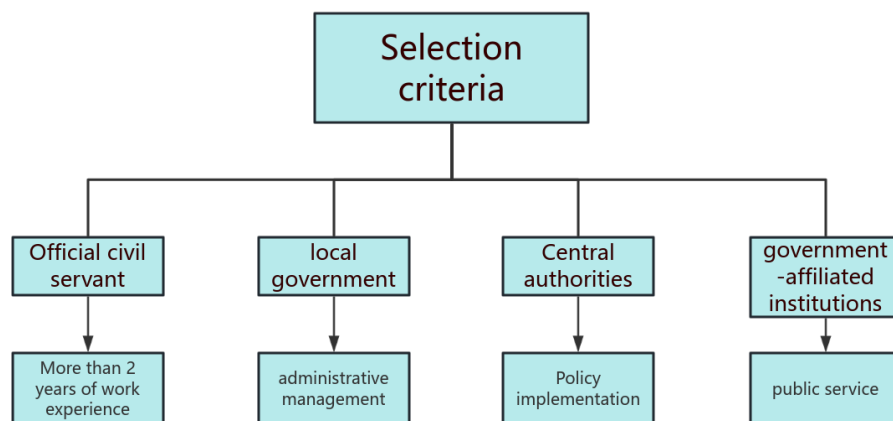 Selection
criteria
Official civil
servant
local
government
Central
authorities
government
-affiliated
institutions
More than 2
years of work
experience
administrative
management
Policy
implementation
public service